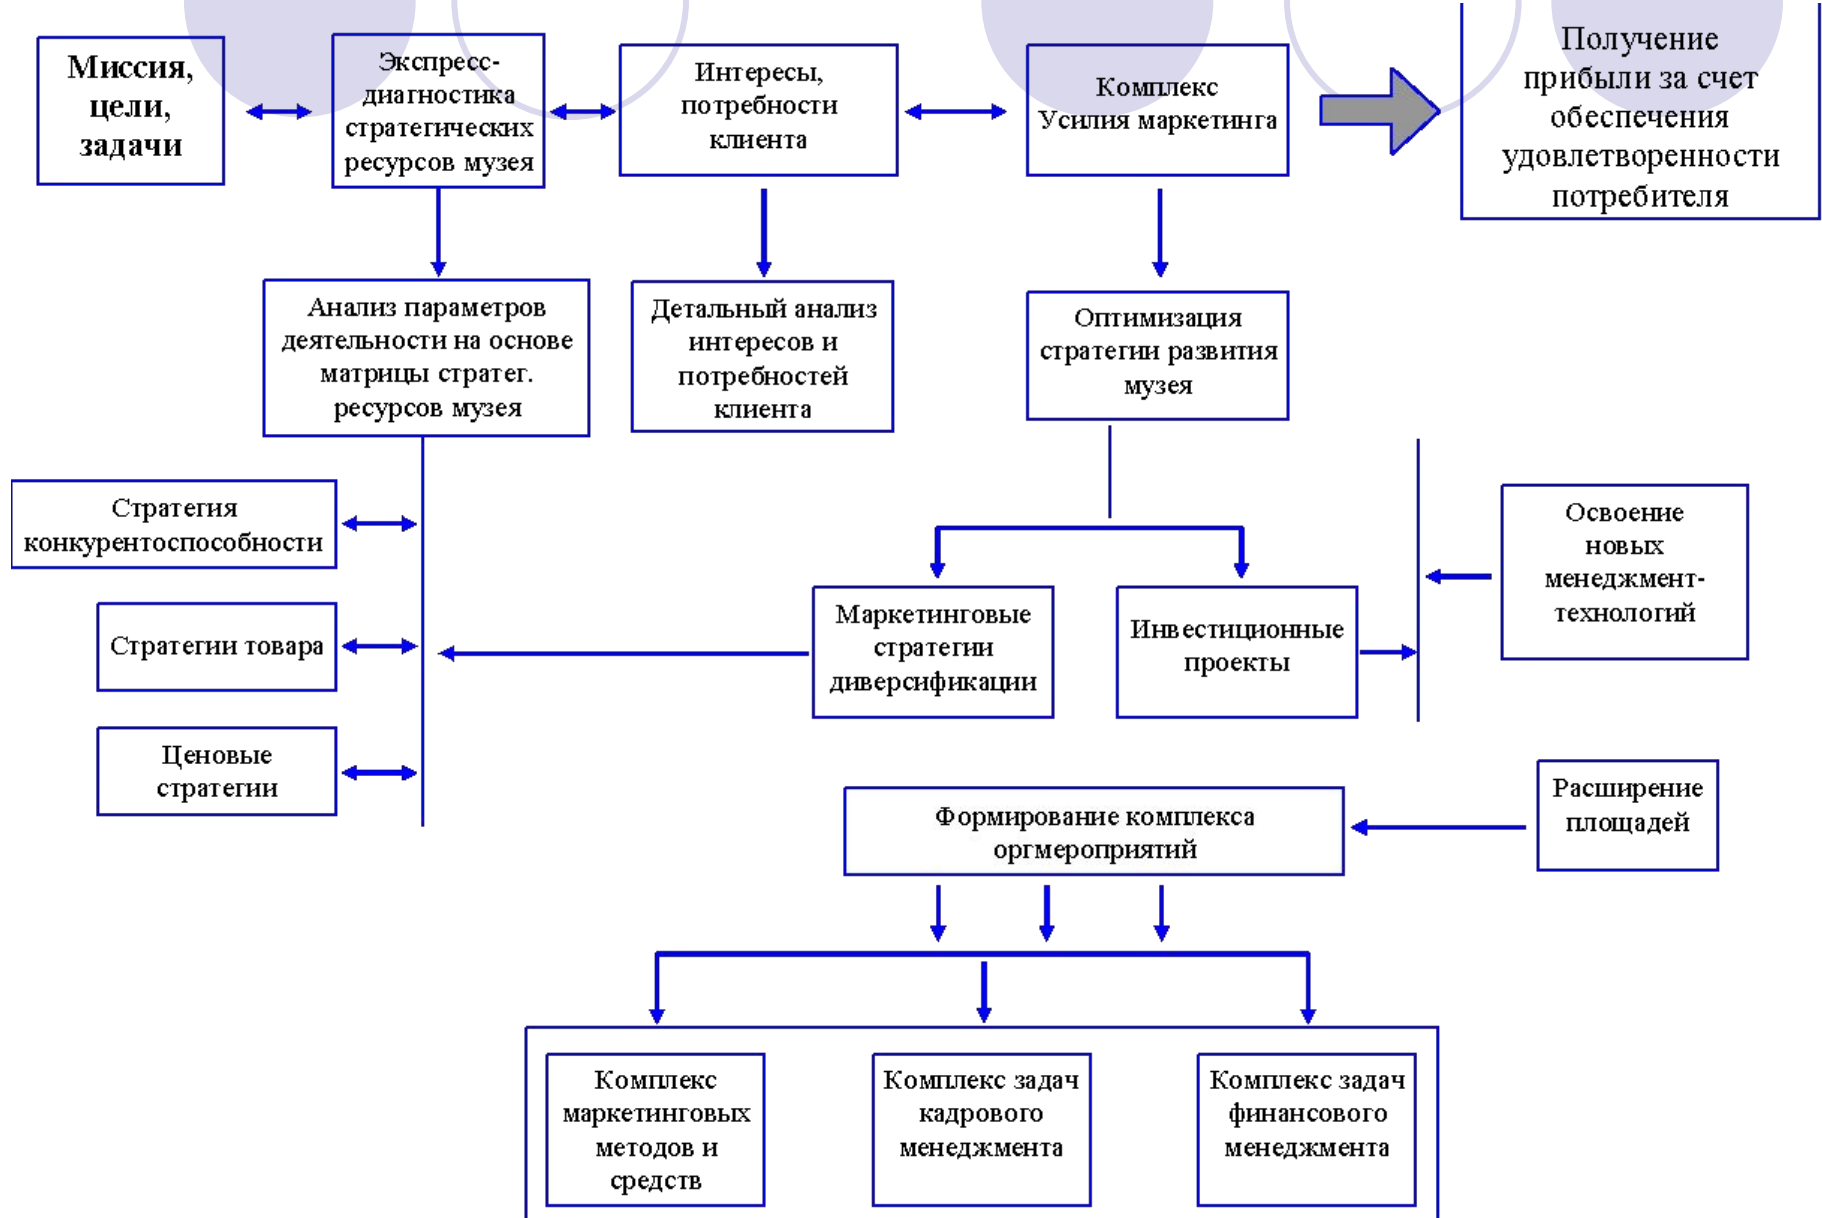 Миссия,
цели,
задачи
Экспресс-
диагностика
стратегических
ресурсов музея
Интересы,
потребности
клиента
Комплекс
Усилия маркетинга
Получение
прибыли за счет
обеспечения
удовлетворенности
потребителя
Анализ параметров
деятельности на основе
матрицы стратег.
ресурсов музея
Детальный анализ
интересов и
потребностей
клиента
Оптимизация
стратегии развития
музея
Стратегия
конкурентоспособности
Стратегии товара
Ценовые
стратегии
Маркетинговые
стратегии
диверсификации
Инвестиционные
проекты
Освоение
новых
менеджмент-
технологий
Формирование комплекса
оргмероприятий
Расширение
площадей
Комплекс
маркетинговых
методов и
средств
Комплекс задач
кадрового
менеджмента
Комплекс задач
финансового
менеджмента